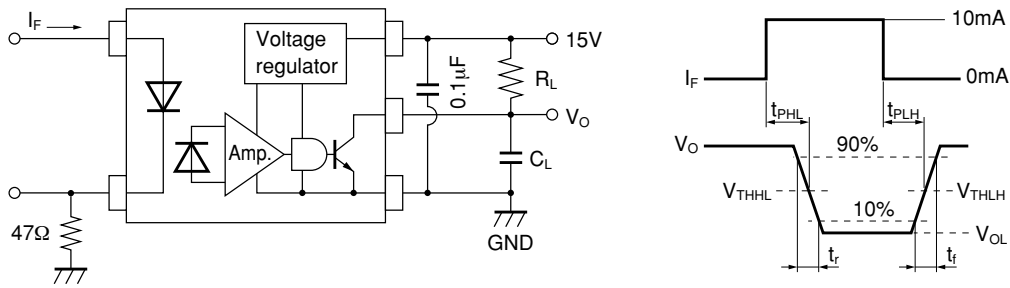 I_F
Voltage
regulator
Amp.
47Ω
0.1μF
15V
R_L
V_O
C_L
GND
10mA
I_F
0mA
t_PHL
t_PLH
V_O
90%
V_THHL
V_THLH
10%
V_OL
t_r
t_f